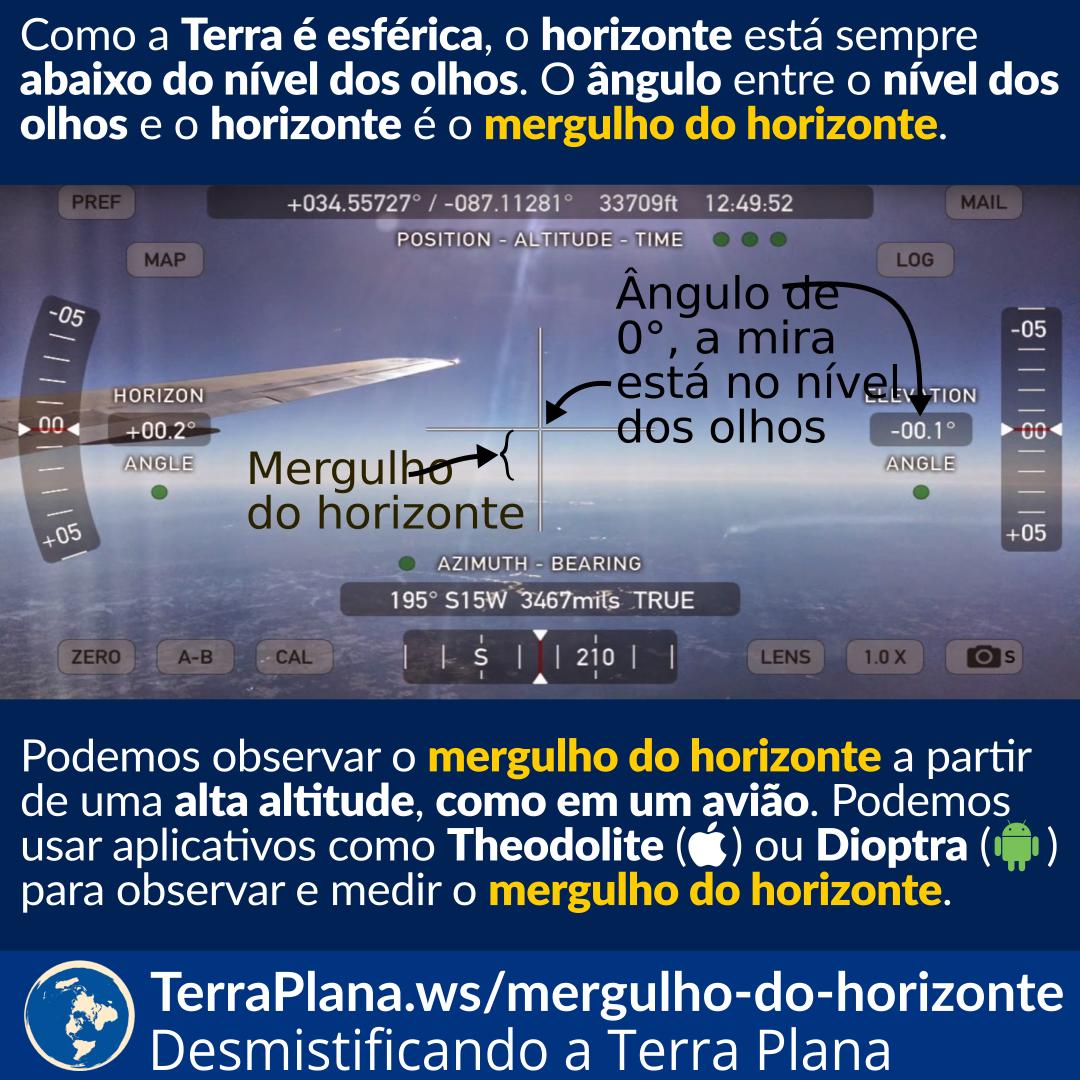 Como a Terra é esférica, o horizonte está sempre
abaixo do nível dos olhos. O ângulo entre o nível dos
olhos e o horizonte é o mergulho do horizonte.
PREF
+034.55727° / -087.11281° 33709ft 12:49:52
MAIL
POSITION - ALTITUDE - TIME
MAP
LOG
Ângulo de
0°, a mira
está no nível
dos olhos
-05
-05
HORIZON
ELEVATION
00
+00.2°
-00.1°
00
ANGLE
ANGLE
Mergulho
do horizonte
+05
+05
AZIMUTH - BEARING
195° S15W 3467mils TRUE
ZERO
A-B
CAL
S
210
LENS
1.0 X
S
Podemos observar o mergulho do horizonte a partir
de uma alta altitude, como em um avião. Podemos
usar aplicativos como Theodolite () ou Dioptra ()
para observar e medir o mergulho do horizonte.
TerraPlana.ws/mergulho-do-horizonte
Desmistificando a Terra Plana